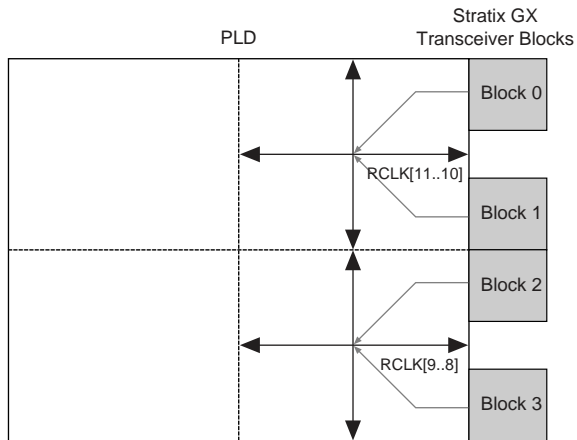 Stratix GX
Transceiver Blocks
PLD
Block 0
RCLK[11..10]
Block 1
Block 2
RCLK[9..8]
Block 3